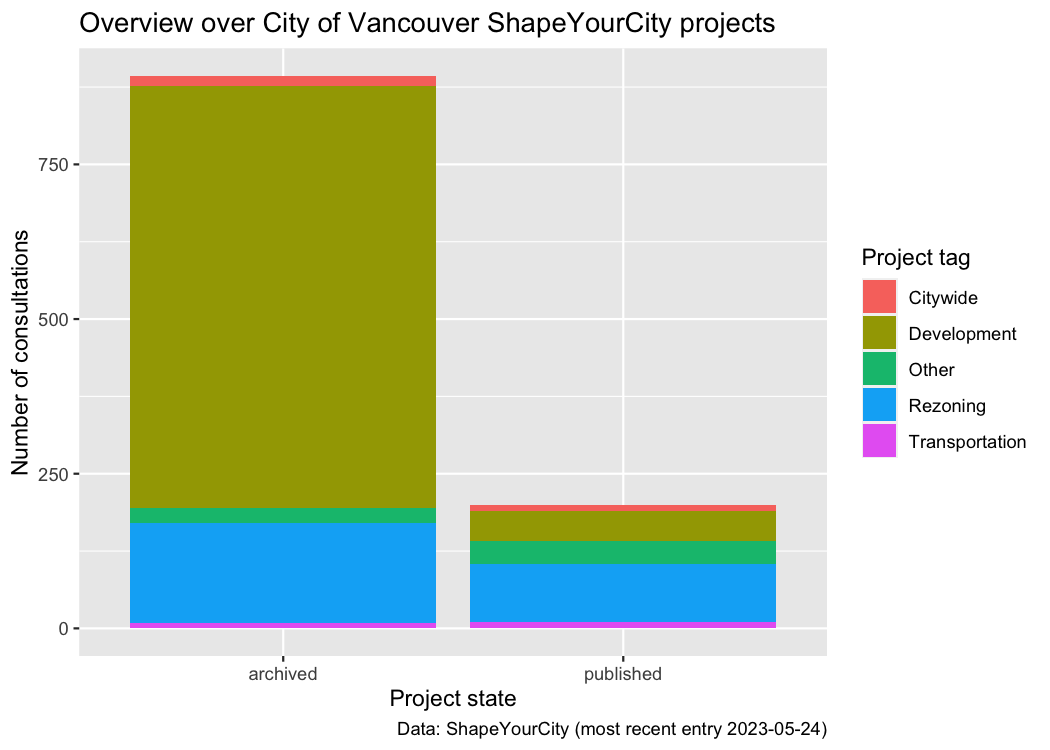 Overview over City of Vancouver ShapeYourCity projects
Number of consultations
750
500
250
0
archived
published
Project state
Project tag
Citywide
Development
Other
Rezoning
Transportation
Data: ShapeYourCity (most recent entry 2023-05-24)